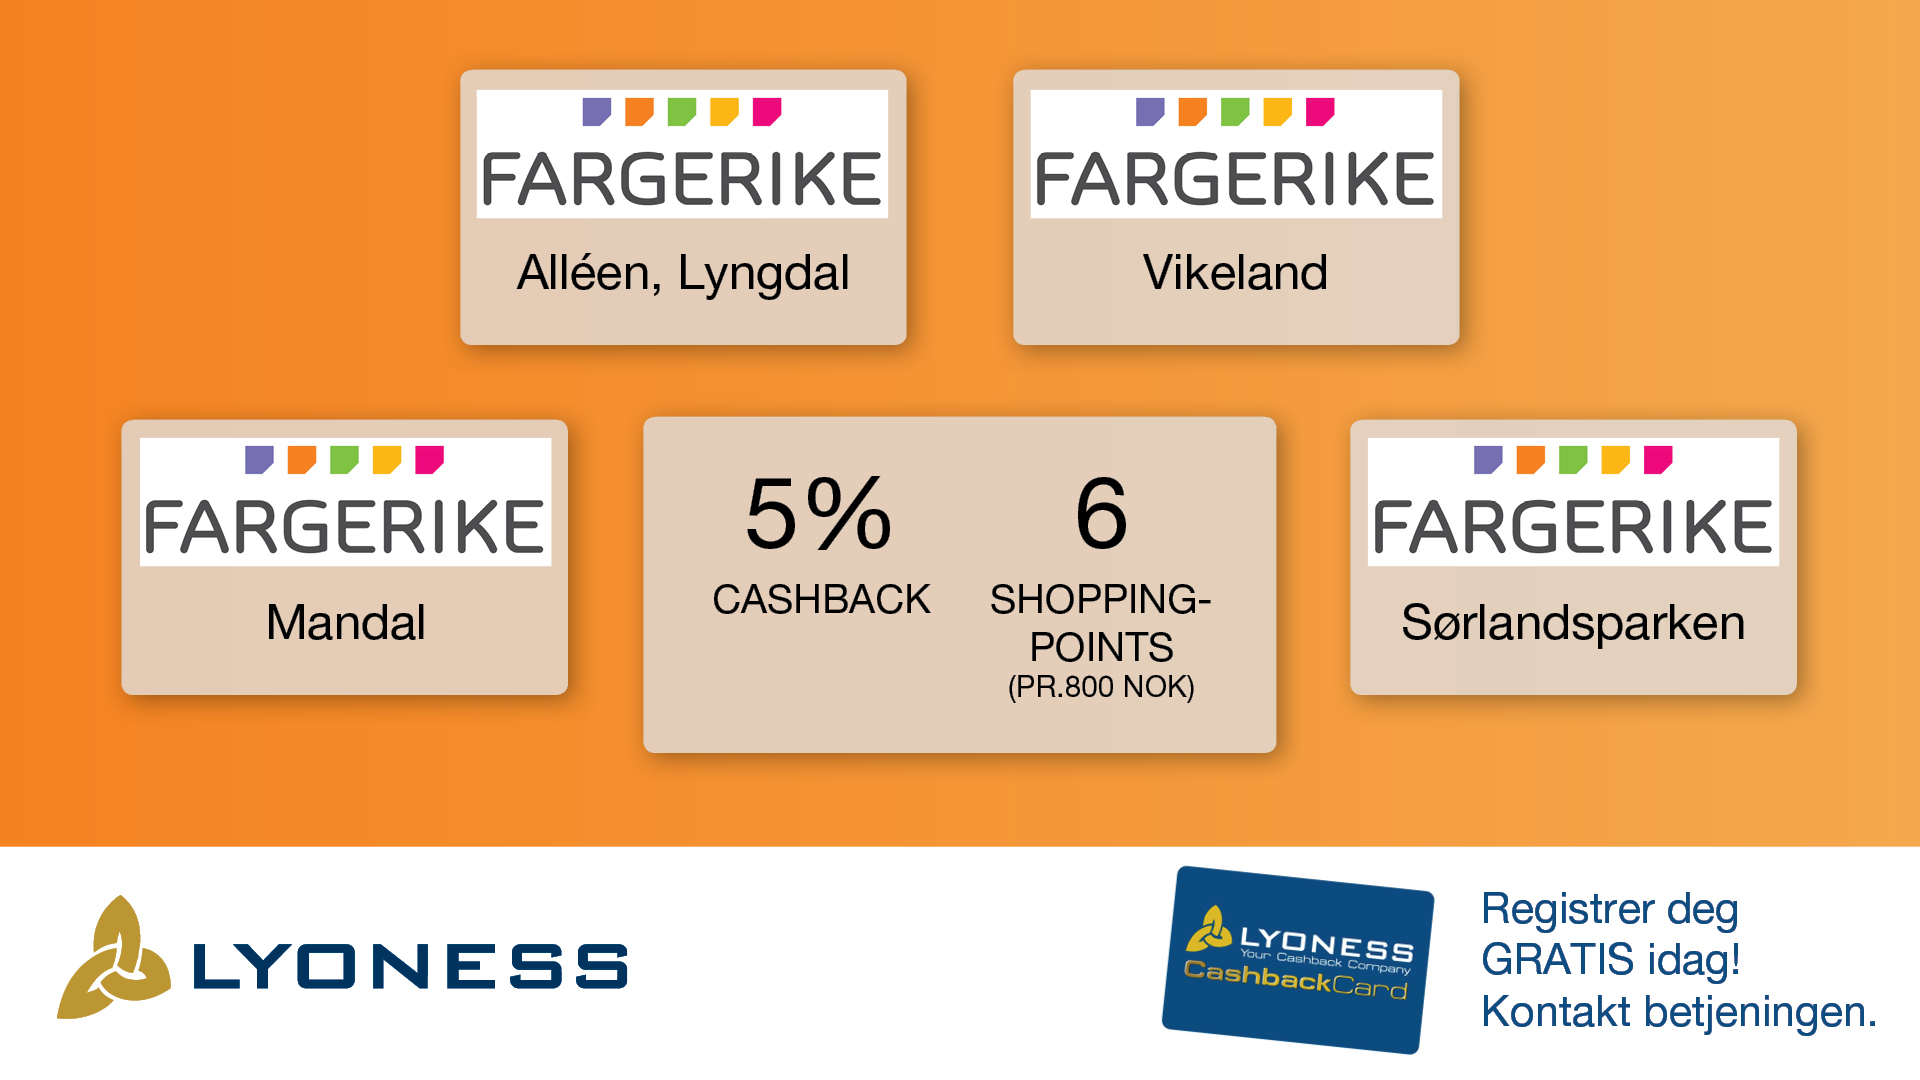 FARGERIKE
Alléen, Lyngdal
FARGERIKE
Vikeland
FARGERIKE
Mandal
5%
CASHBACK
6
SHOPPING-
POINTS
(PR.800 NOK)
FARGERIKE
Sørlandsparken
LYONESS
LYONESS
Your Cashback Company
CashbackCard
Registrer deg
GRATIS idag!
Kontakt betjeningen.